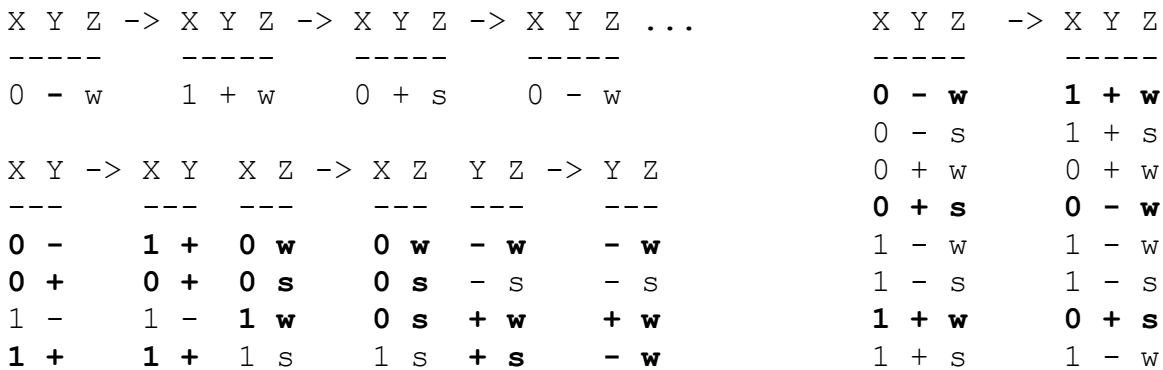 X Y Z -> X Y Z -> X Y Z -> X Y Z ...
----- ----- ----- -----
0 - w 1 + w 0 + s 0 - w
X Y -> X Y X Z -> X Z Y Z -> Y Z
--- --- --- --- --- ---
0 - 1 + 0 w 0 w - w - w
0 + 0 + 0 s 0 s - s - s
1 - 1 - 1 w 0 s + w + w
1 + 1 + 1 s 1 s + s - w
X Y Z -> X Y Z
----- -----
0 - w 1 + w
0 - s 1 + s
0 + w 0 + w
0 + s 0 - w
1 - w 1 - w
1 - s 1 - s
1 + w 0 + s
1 + s 1 - w